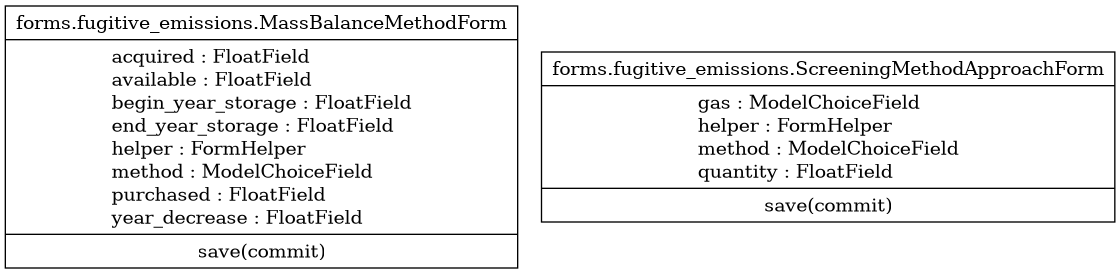 forms.fugitive_emissions.MassBalanceMethodForm
acquired : FloatField
available : FloatField
begin_year_storage : FloatField
end_year_storage : FloatField
helper : FormHelper
method : ModelChoiceField
purchased : FloatField
year_decrease : FloatField
save(commit)
forms.fugitive_emissions.ScreeningMethodApproachForm
gas : ModelChoiceField
helper : FormHelper
method : ModelChoiceField
quantity : FloatField
save(commit)